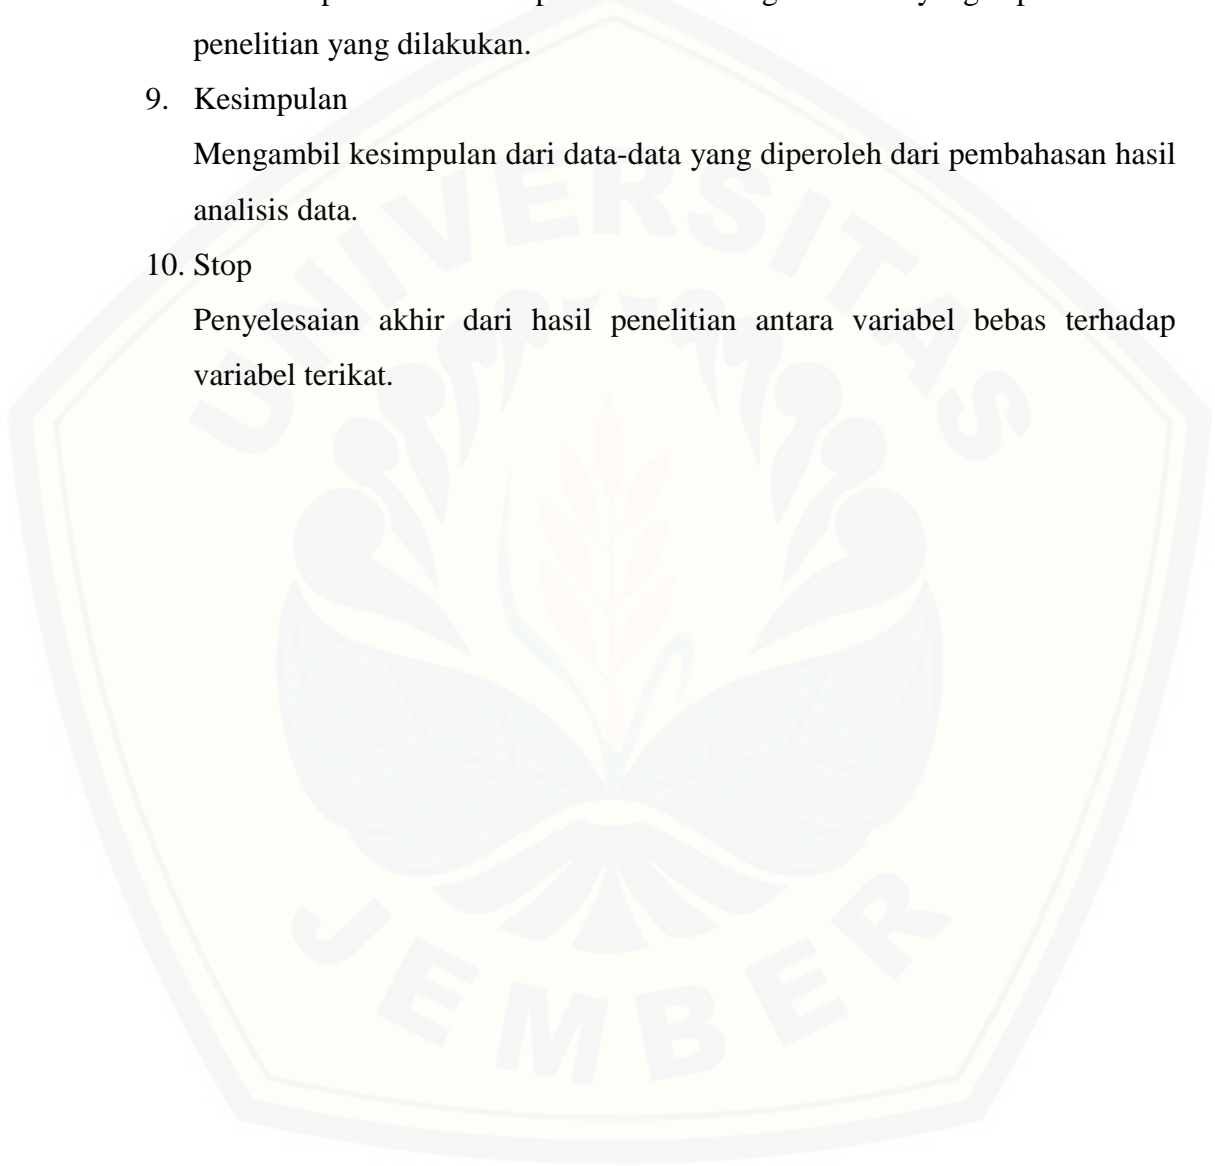 penelitian yang dilakukan.
9. Kesimpulan
Mengambil kesimpulan dari data-data yang diperoleh dari pembahasan hasil
analisis data.
10. Stop
Penyelesaian akhir dari hasil penelitian antara variabel bebas terhadap
variabel terikat.
UNIVERSITAS
JEMBER